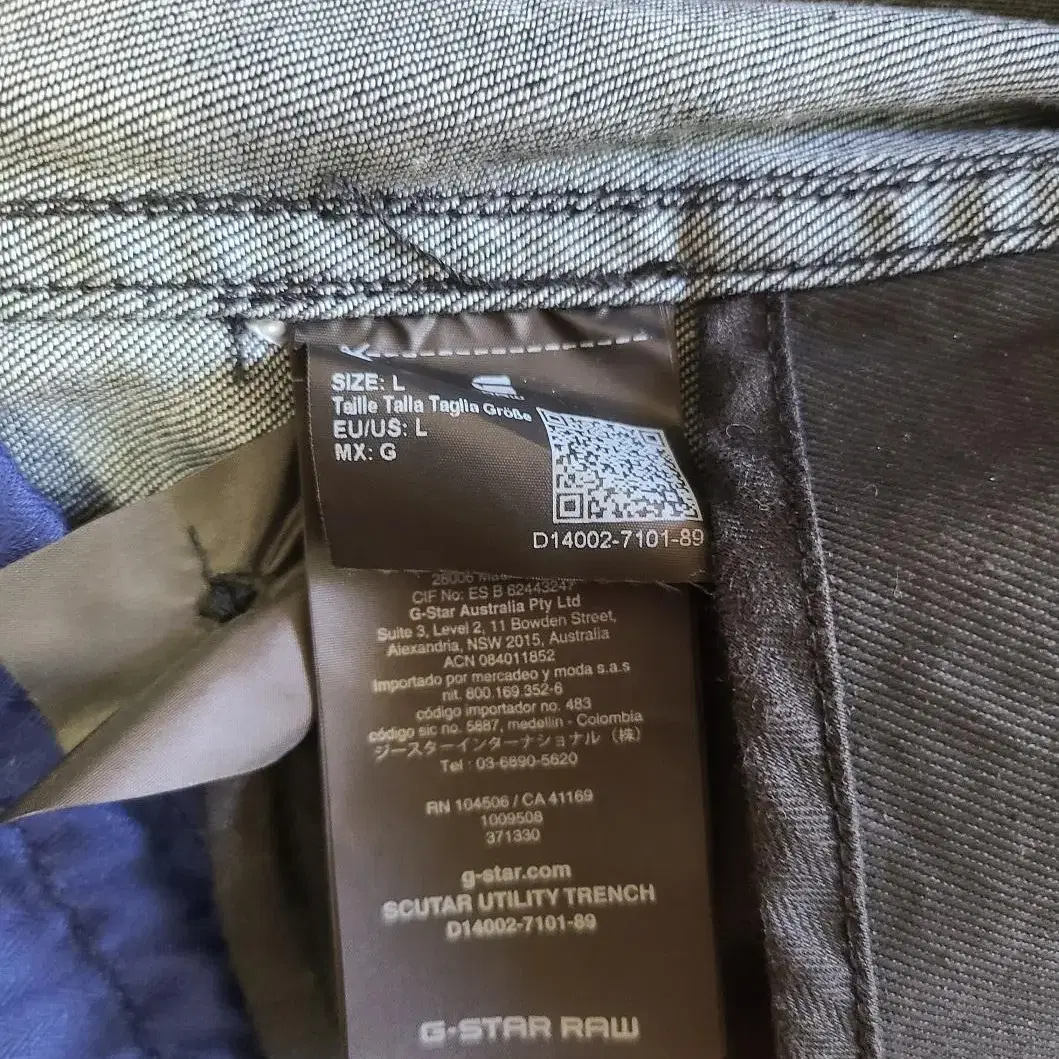 SIZE: L
Taille Talla Taglia Größe
EU/US: L
MX: G
D14002-7101-89
28006
CIF No: ES B 62443247
G-Star Australia Pty Ltd
Suite 3, Level 2, 11 Bowden Street,
Alexandria, NSW 2015, Australia
ACN 084011852
Importado por mercadeo y moda s.a.s
nit. 800.169.352-6
código importador no. 483
código sic no. 5887, medellin - Colombia
ジースターインターナショナル（株）
Tel : 03-6890-5620
RN 104506 / CA 41169
1009508
371330
g-star.com
SCUTAR UTILITY TRENCH
D14002-7101-89
G-STAR RAW